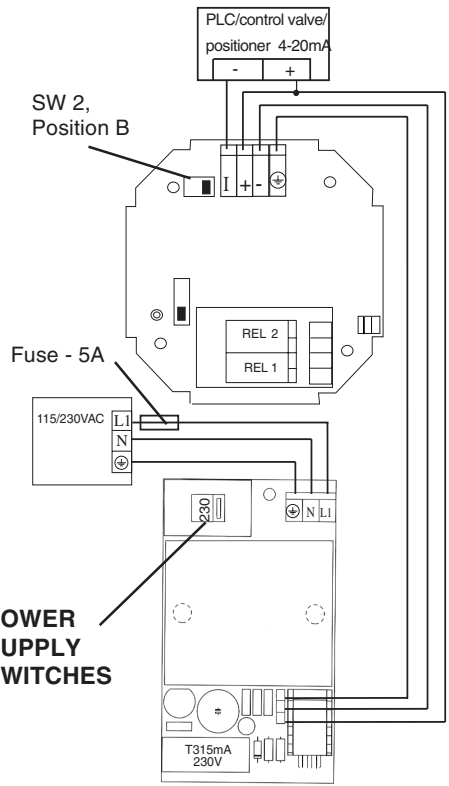 PLC/control valve/
positioner 4-20mA
- +
SW 2,
Position B
I + -
REL 2
REL 1
Fuse - 5A
115/230VAC
L1
N
N L1
230
OWER
UPPLY
WITCHES
T315mA
230V